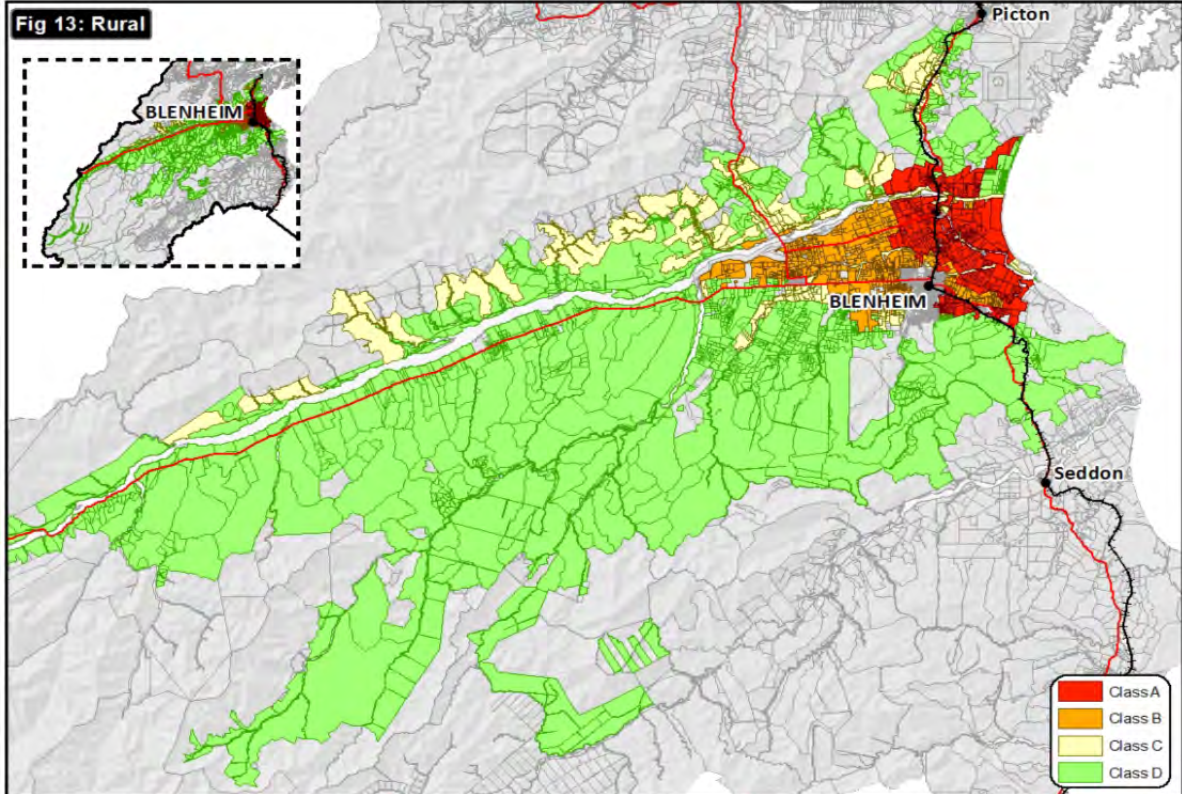 Fig 13: Rural
Picton
BLENHEIM
BLENHEIM
Seddon
Class A
Class B
Class C
Class D